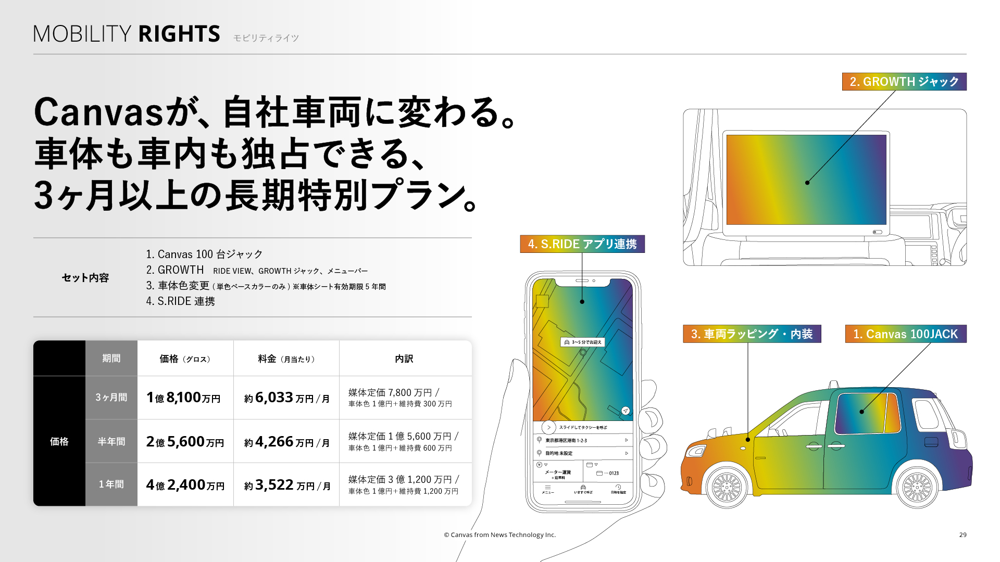 MOBILITY RIGHTS モビリティライツ
Canvasが、自社車両に変わる。
車体も車内も独占できる、
3ヶ月以上の長期特別プラン。
セット内容
1. Canvas 100 台ジャック
2. GROWTH RIDE VIEW、GROWTH ジャック、メニューバー
3. 車体色変更 ( 単色ベースカラーのみ ) ※車体シート有効期限 5 年間
4. S.RIDE 連携
期間 価格（グロス） 料金（月当たり） 内訳
価格
3ヶ月間 1億8,100万円 約6,033万円/月 媒体定価 7,800 万円 /
車体色 1 億円+維持費 300 万円
半年間 2億5,600万円 約4,266万円/月 媒体定価 1 億 5,600 万円 /
車体色 1 億円+維持費 600 万円
1年間 4億2,400万円 約3,522万円/月 媒体定価 3 億 1,200 万円 /
車体色 1 億円+維持費 1,200 万円
4. S.RIDE アプリ連携
3〜5 分でお迎え
スライドしてタクシーを呼ぶ
東京都港区港南 1-2-3
目的地 未設定
メーター運賃
+ 迎車料
… 0123
メニュー いますぐ呼ぶ 日時を指定
2. GROWTH ジャック
3. 車両ラッピング・内装
1. Canvas 100JACK
© Canvas from News Technology Inc.
29